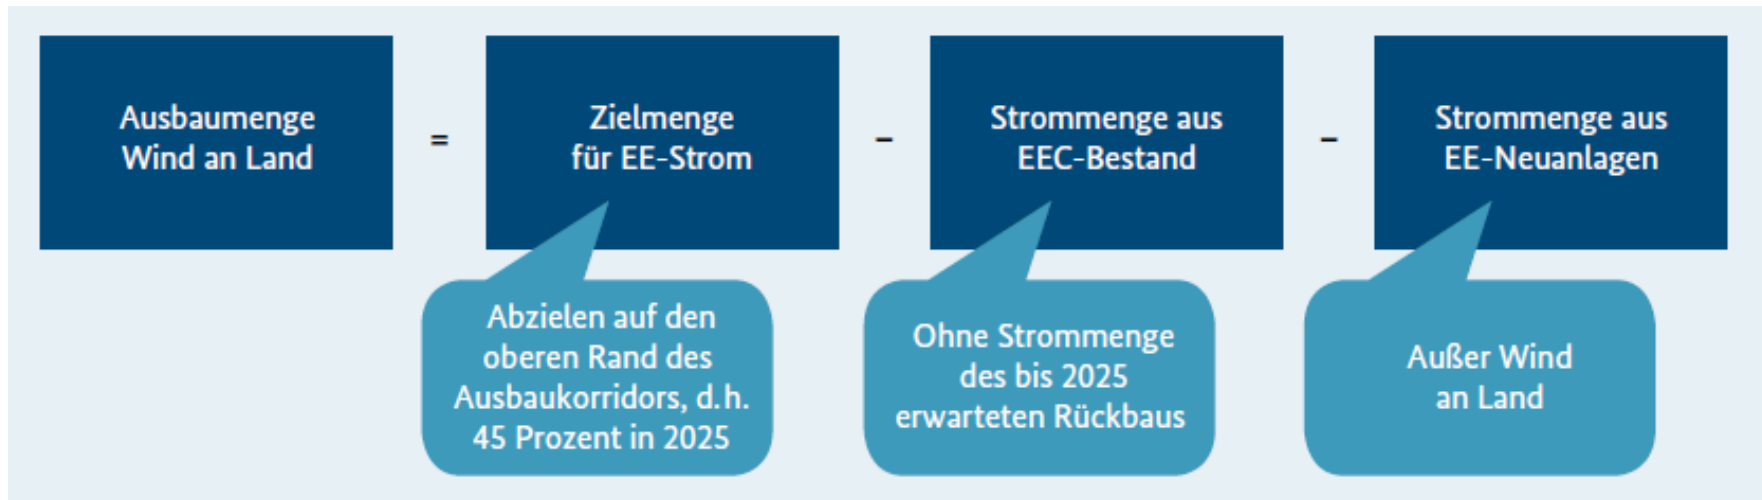 Ausbaumenge
Wind an Land
=
Zielmenge
für EE-Strom
–
Strommenge aus
EEC-Bestand
–
Strommenge aus
EE-Neuanlagen
Abzielen auf den
oberen Rand des
Ausbaukorridors, d.h.
45 Prozent in 2025
Ohne Strommenge
des bis 2025
erwarteten Rückbaus
Außer Wind
an Land